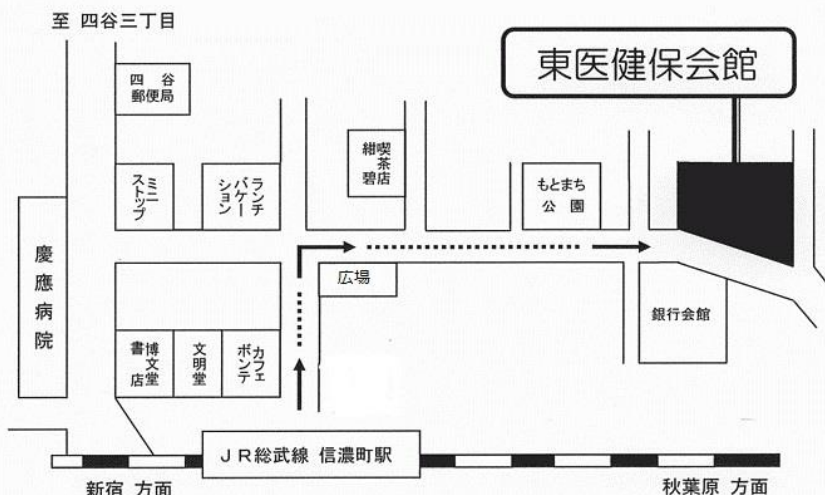 至 四谷三丁目
東医健保会館
四 谷
郵便局
喫茶店
紺碧
ミニ
ストップ
ランチ
バケー
ション
もとまち
公 園
慶應病院
広場
銀行会館
博文堂
書店
文明堂
カフェ
ボンテ
JR総武線 信濃町駅
新宿 方面
秋葉原 方面